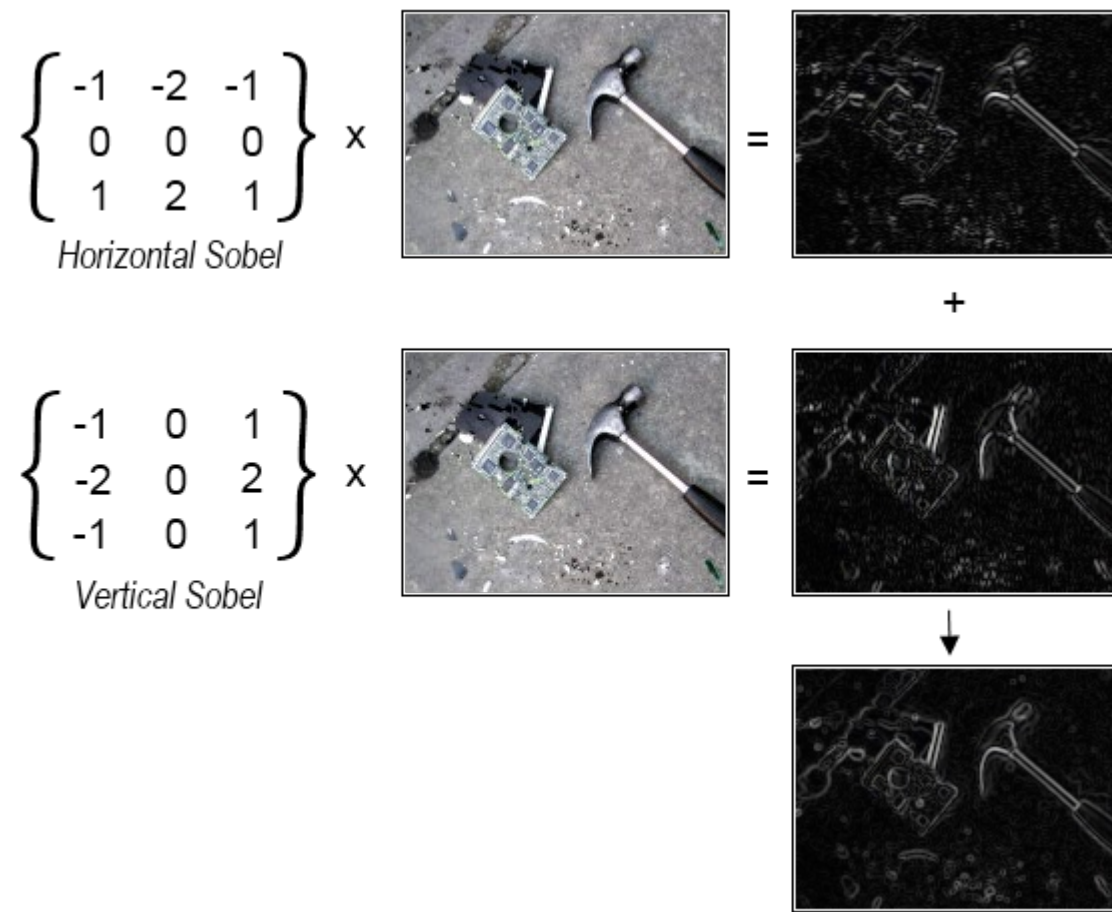 -1 -2 -1
0 0 0 x =
1 2 1
Horizontal Sobel
+
-1 0 1
-2 0 2 x =
-1 0 1
Vertical Sobel